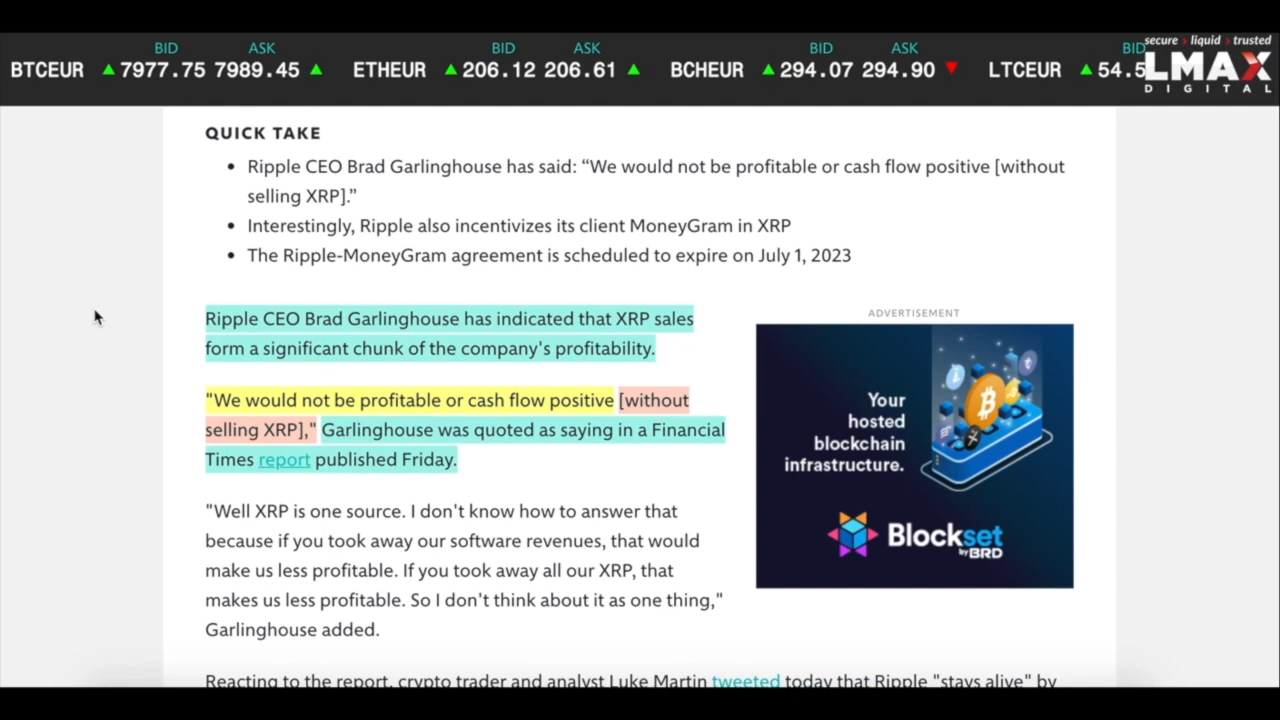 BID ASK BID ASK BID ASK BID
secure › liquid › trusted
BTCEUR 7977.75 7989.45 ETHEUR 206.12 206.61 BCHEUR 294.07 294.90 LTCEUR 54.5
LMAX
DIGITAL
QUICK TAKE
• Ripple CEO Brad Garlinghouse has said: “We would not be profitable or cash flow positive [without
selling XRP].”
• Interestingly, Ripple also incentivizes its client MoneyGram in XRP
• The Ripple-MoneyGram agreement is scheduled to expire on July 1, 2023
Ripple CEO Brad Garlinghouse has indicated that XRP sales
form a significant chunk of the company's profitability.
"We would not be profitable or cash flow positive [without
selling XRP]," Garlinghouse was quoted as saying in a Financial
Times report published Friday.
"Well XRP is one source. I don't know how to answer that
because if you took away our software revenues, that would
make us less profitable. If you took away all our XRP, that
makes us less profitable. So I don't think about it as one thing,"
Garlinghouse added.
Reacting to the report, crypto trader and analyst Luke Martin tweeted today that Ripple "stays alive" by
ADVERTISEMENT
Your
hosted
blockchain
infrastructure.
Blockset
by BRD